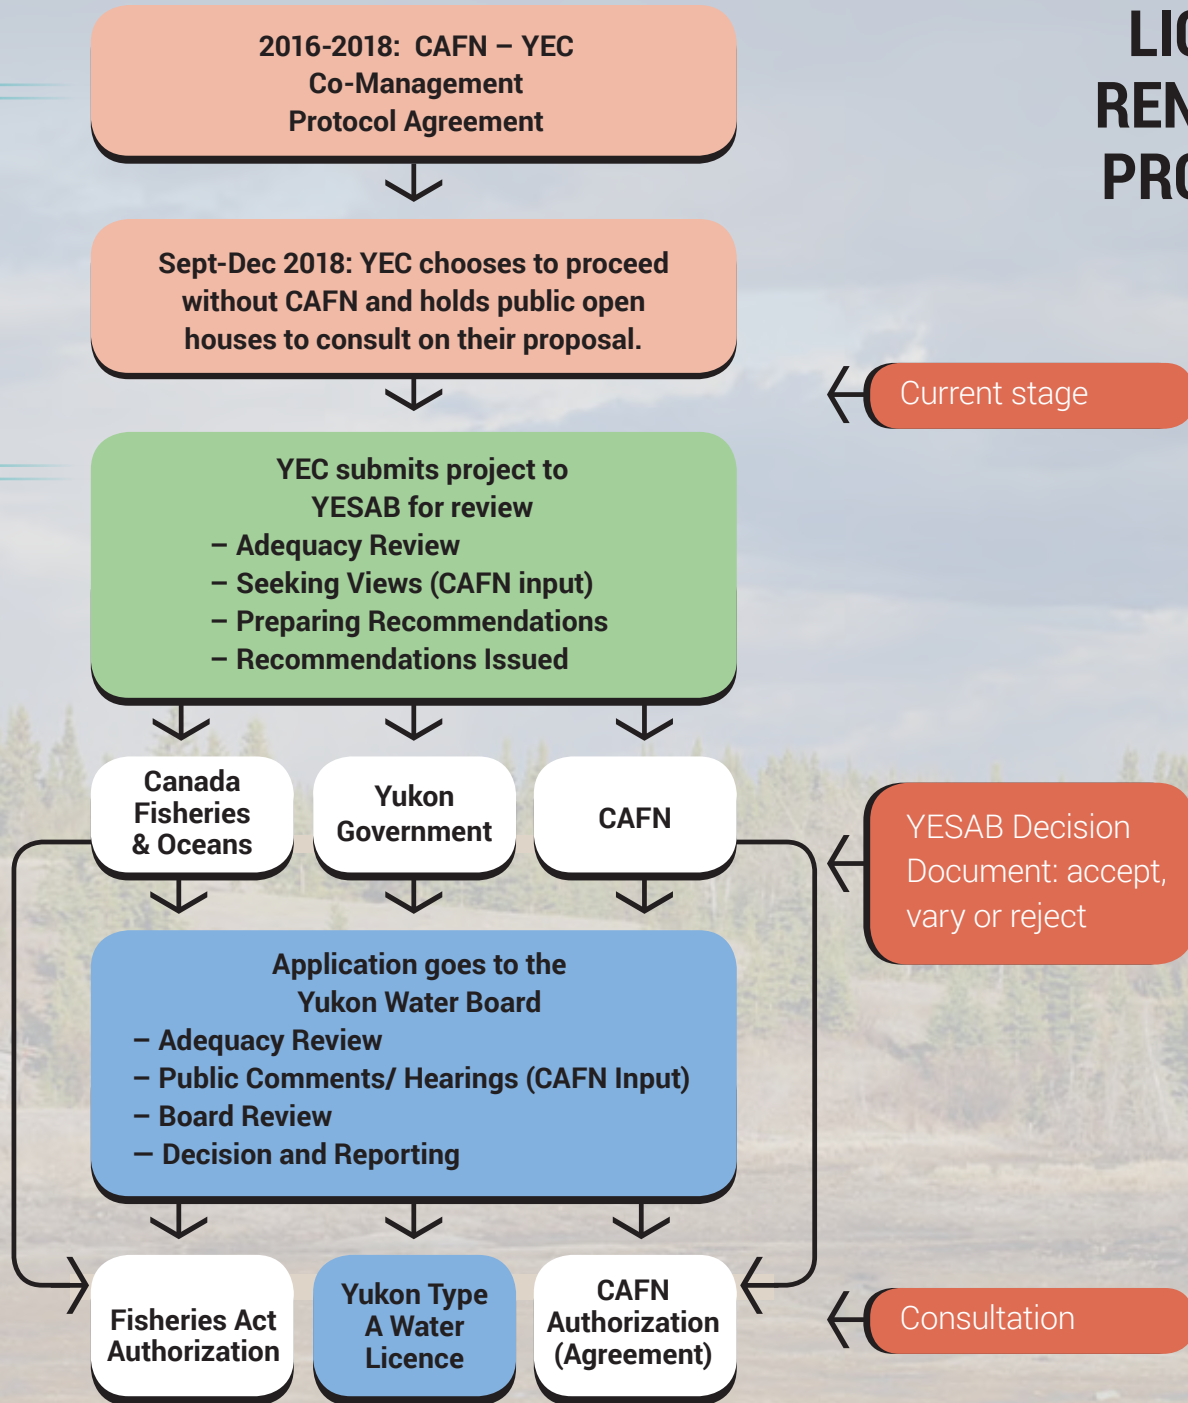 2016-2018: CAFN – YEC
Co-Management
Protocol Agreement
Sept-Dec 2018: YEC chooses to proceed
without CAFN and holds public open
houses to consult on their proposal.
Current stage
YEC submits project to
YESAB for review
– Adequacy Review
– Seeking Views (CAFN input)
– Preparing Recommendations
– Recommendations Issued
Canada
Fisheries
& Oceans
Yukon
Government
CAFN
YESAB Decision
Document: accept,
vary or reject
Application goes to the
Yukon Water Board
– Adequacy Review
– Public Comments/ Hearings (CAFN Input)
– Board Review
– Decision and Reporting
Fisheries Act
Authorization
Yukon Type
A Water
Licence
CAFN
Authorization
(Agreement)
Consultation